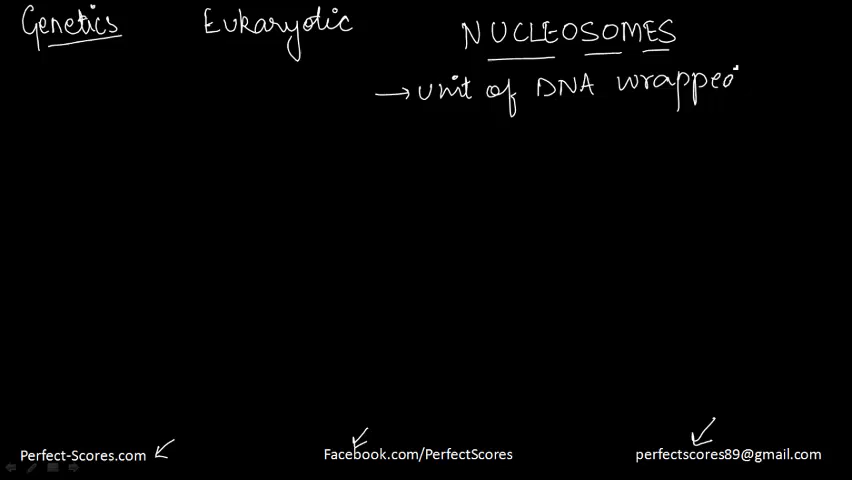 Genetics Eukaryotic NUCLEOSOMES
→ unit of DNA wrapped
Perfect-Scores.com Facebook.com/PerfectScores perfectscores89@gmail.com